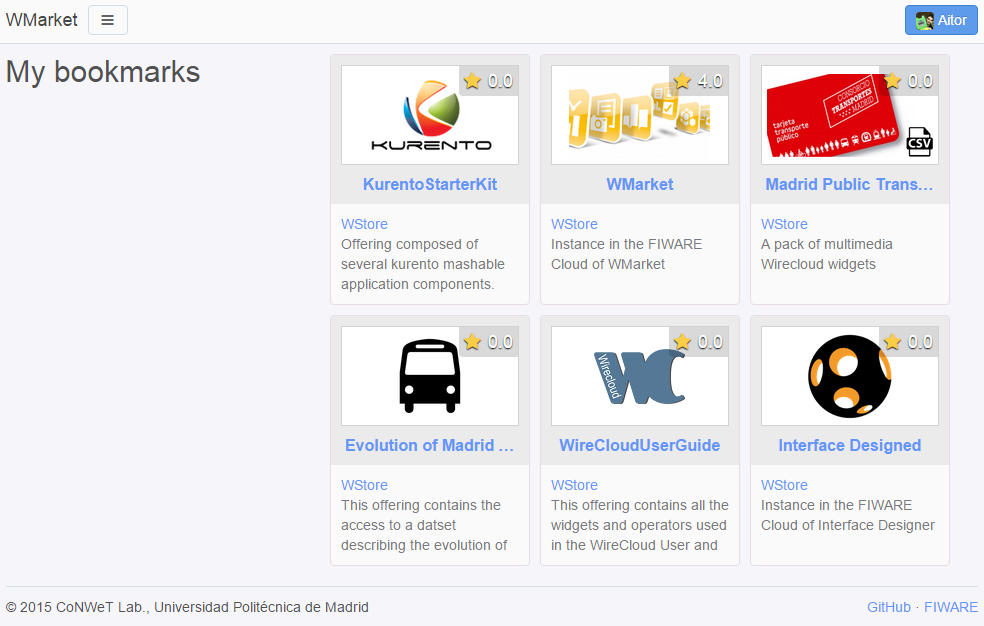 WMarket
Aitor
My bookmarks
0.0
KURENTO
KurentoStarterKit
WStore
Offering composed of
several kurento mashable
application components.
4.0
WMarket
WStore
Instance in the FIWARE
Cloud of WMarket
0.0
CONSORCIO
TRANSPORTES
MADRID
tarjeta
transporte
público
CSV
Madrid Public Trans…
WStore
A pack of multimedia
Wirecloud widgets
0.0
Evolution of Madrid …
WStore
This offering contains the
access to a datset
describing the evolution of
0.0
Wirecloud
WC
WireCloudUserGuide
WStore
This offering contains all the
widgets and operators used
in the WireCloud User and
0.0
Interface Designed
WStore
Instance in the FIWARE
Cloud of Interface Designer
© 2015 CoNWeT Lab., Universidad Politécnica de Madrid
GitHub · FIWARE